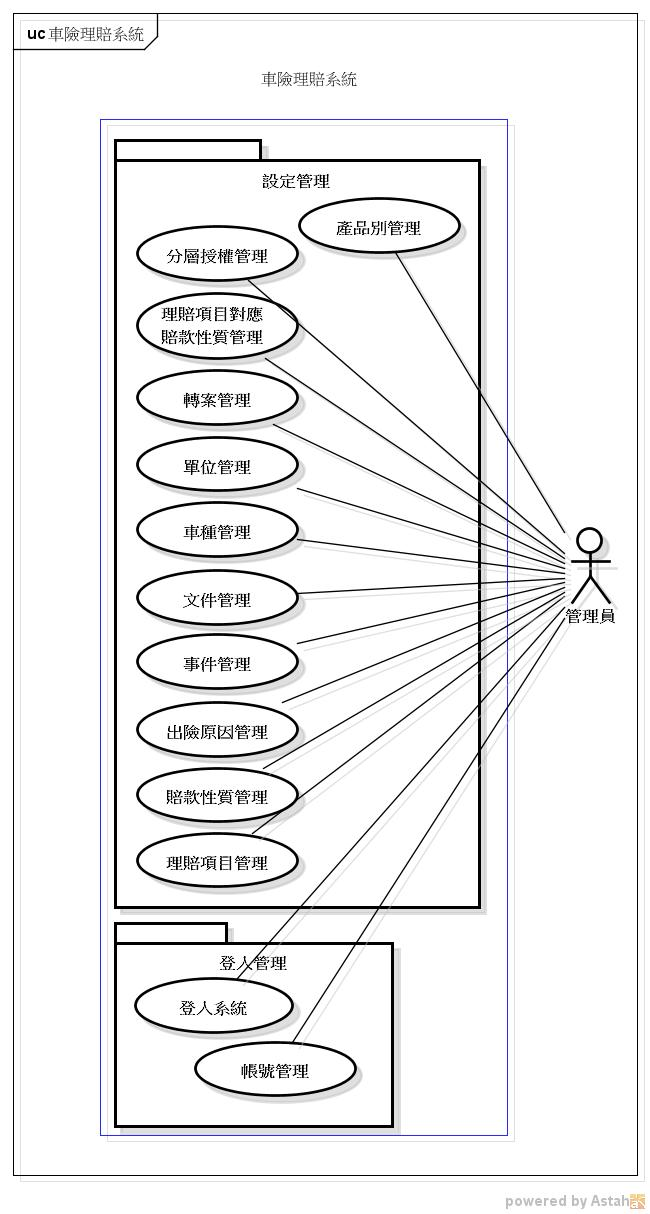 uc 車險理賠系統
車險理賠系統
設定管理
產品別管理
分層授權管理
理賠項目對應
賠款性質管理
轉案管理
單位管理
車種管理
文件管理
事件管理
出險原因管理
賠款性質管理
理賠項目管理
管理員
登入管理
登入系統
帳號管理
powered by Astah